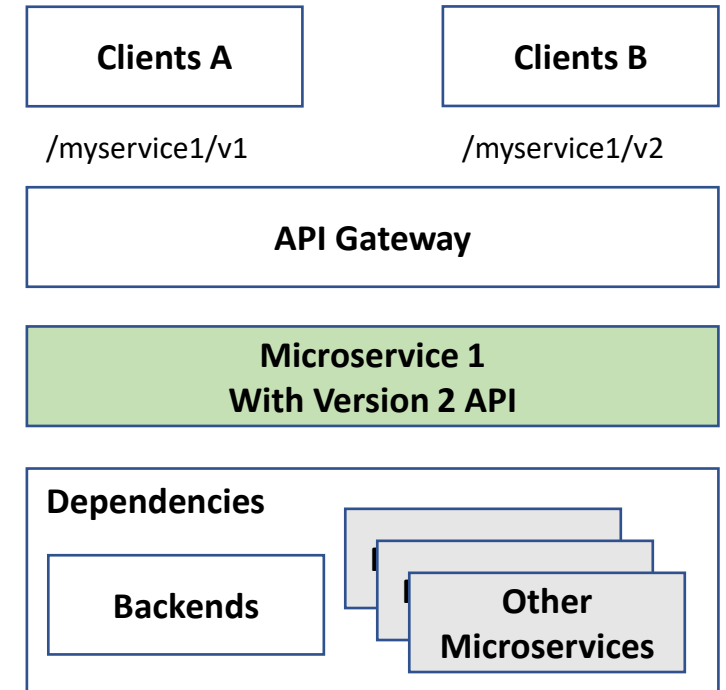 Clients A
Clients B
/myservice1/v1
/myservice1/v2
API Gateway
Microservice 1
With Version 2 API
Dependencies
Backends
Other
Microservices